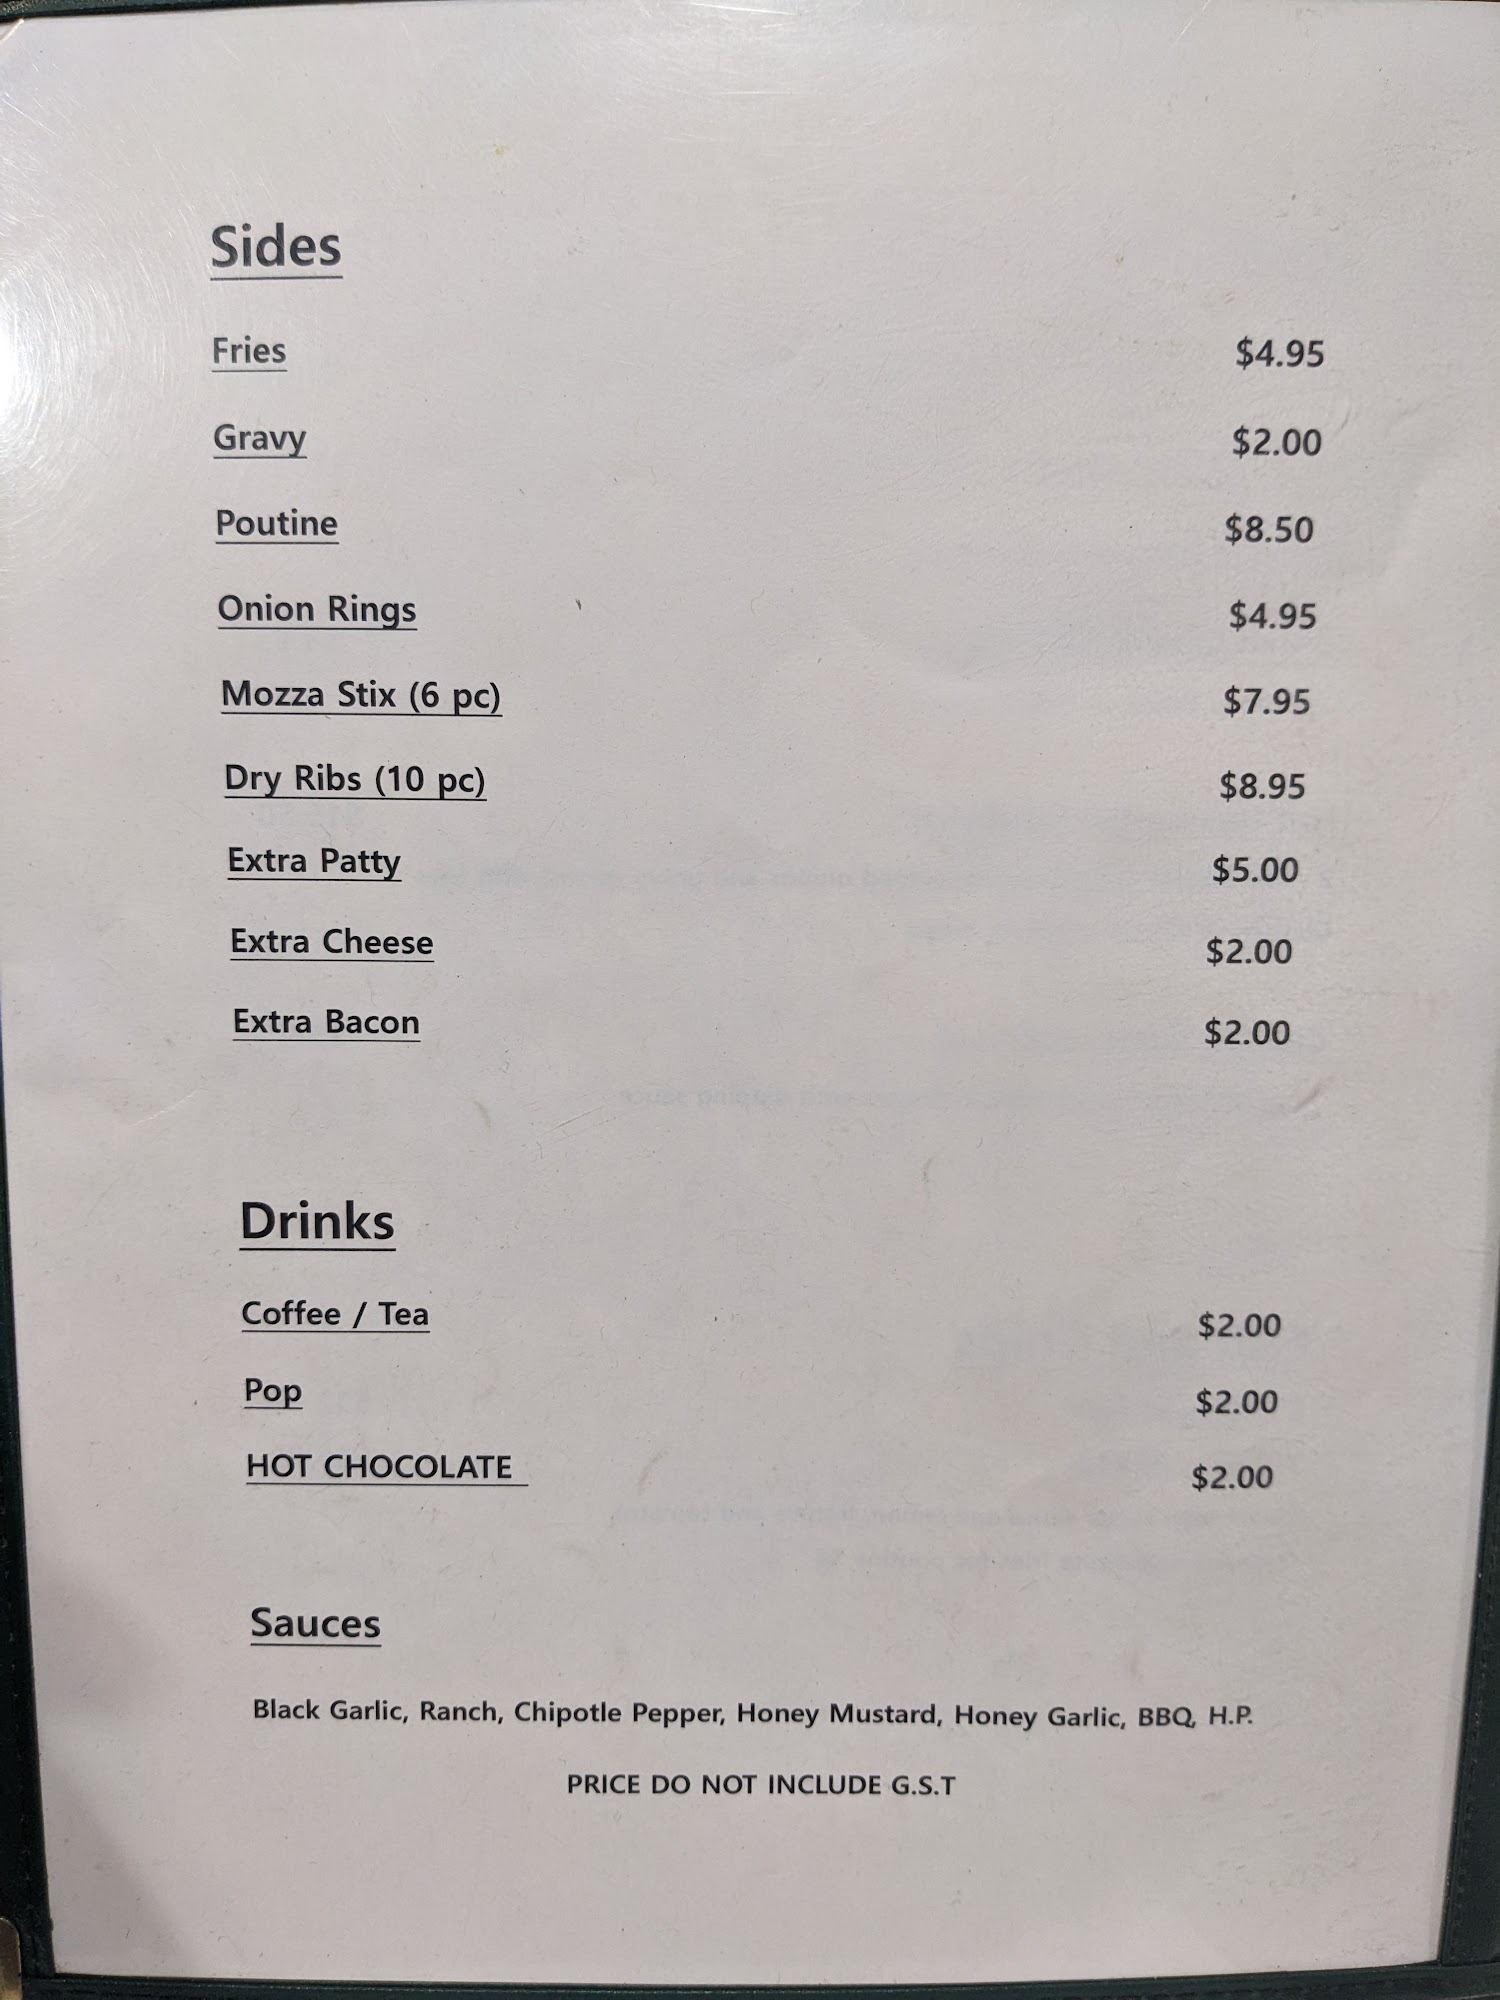 Sides
Fries $4.95
Gravy $2.00
Poutine $8.50
Onion Rings $4.95
Mozza Stix (6 pc) $7.95
Dry Ribs (10 pc) $8.95
Extra Patty $5.00
Extra Cheese $2.00
Extra Bacon $2.00
Drinks
Coffee / Tea $2.00
Pop $2.00
HOT CHOCOLATE $2.00
Sauces
Black Garlic, Ranch, Chipotle Pepper, Honey Mustard, Honey Garlic, BBQ, H.P.
PRICE DO NOT INCLUDE G.S.T